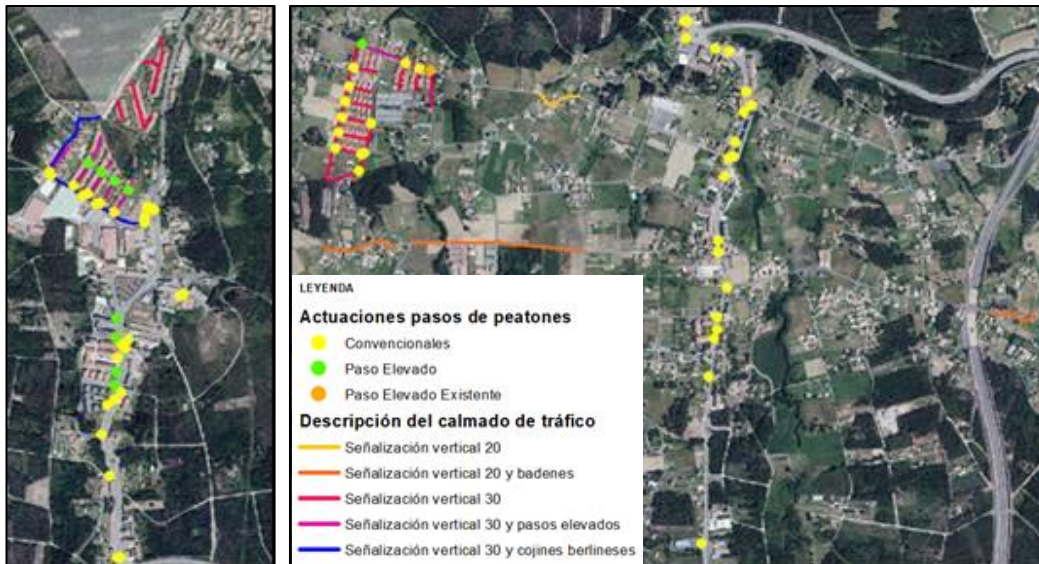 LEYENDA
Actuaciones pasos de peatones
Convencionales
Paso Elevado
Paso Elevado Existente
Descripción del calmado de tráfico
Señalización vertical 20
Señalización vertical 20 y badenes
Señalización vertical 30
Señalización vertical 30 y pasos elevados
Señalización vertical 30 y cojines berlineses